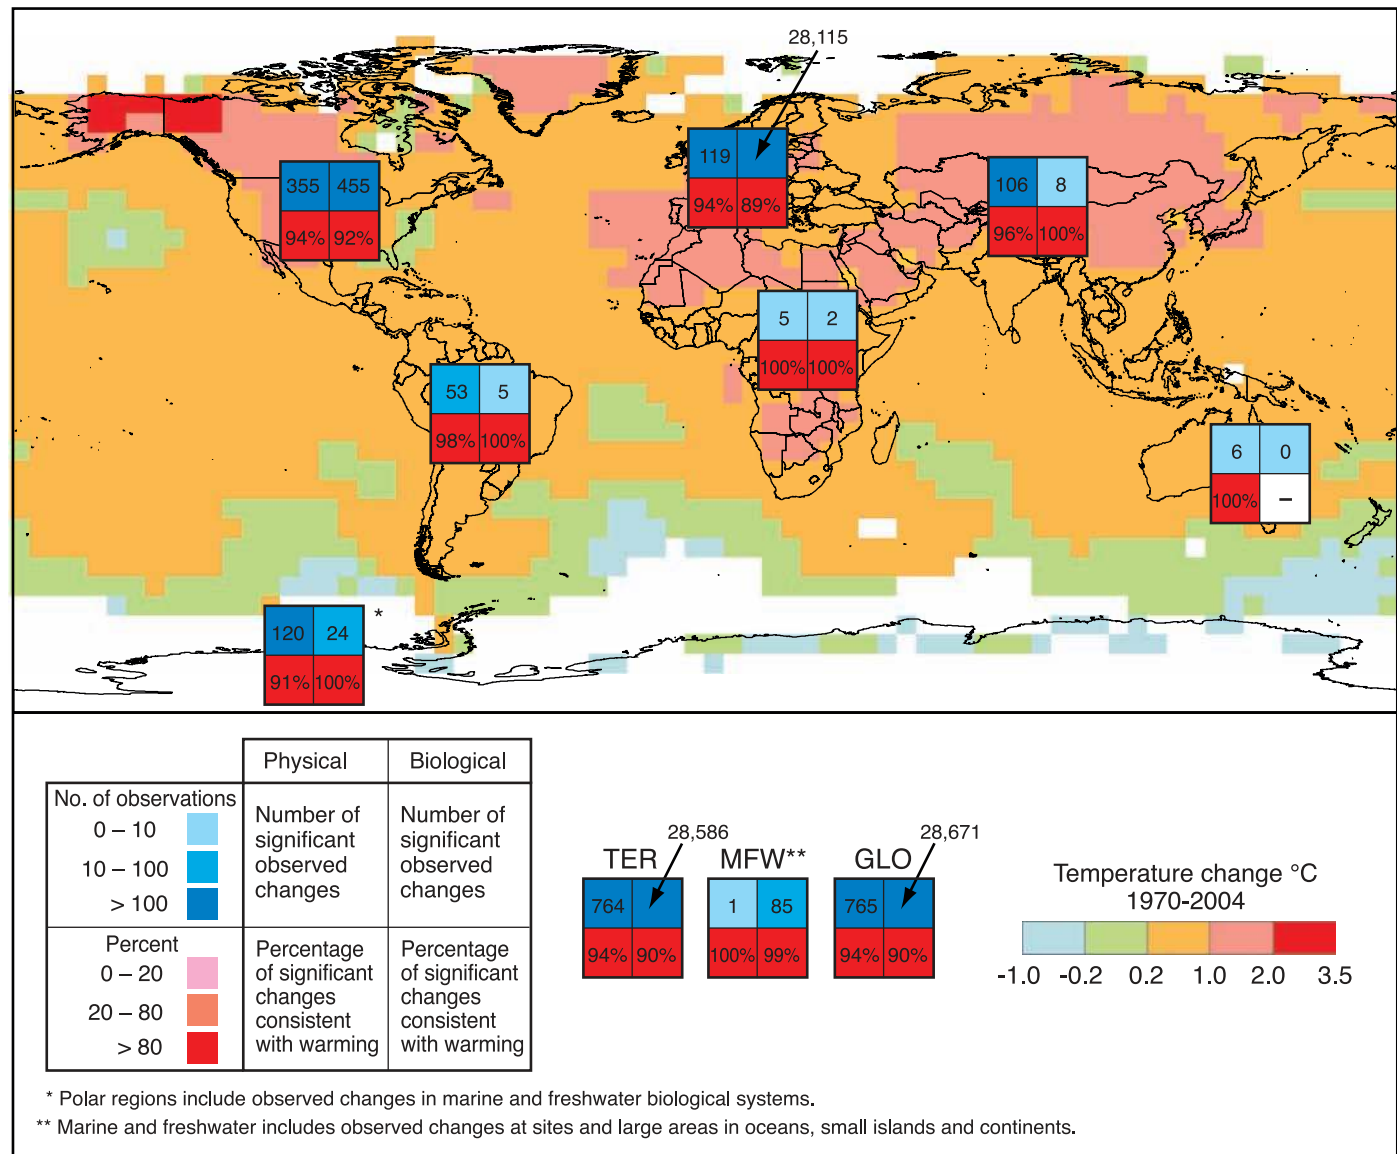 28,115
119
94% 89%
355 455
94% 92%
106 8
96% 100%
5 2
100% 100%
53 5
98% 100%
6 0
100% –
120 24 *
91% 100%
Physical Biological
No. of observations
0 – 10
10 – 100
> 100
Number of
significant
observed
changes
Number of
significant
observed
changes
Percent
0 – 20
20 – 80
> 80
Percentage
of significant
changes
consistent
with warming
Percentage
of significant
changes
consistent
with warming
28,586
28,671
TER MFW** GLO
764 1 85 765
94% 90% 100% 99% 94% 90%
Temperature change °C
1970-2004
-1.0 -0.2 0.2 1.0 2.0 3.5
* Polar regions include observed changes in marine and freshwater biological systems.
** Marine and freshwater includes observed changes at sites and large areas in oceans, small islands and continents.